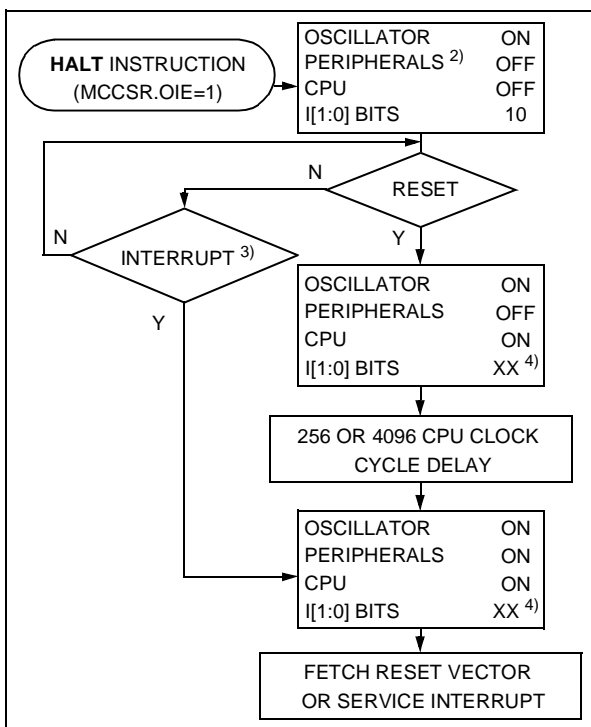 HALT INSTRUCTION
(MCCSR.OIE=1)
OSCILLATOR ON
PERIPHERALS 2) OFF
CPU OFF
I[1:0] BITS 10
RESET
N
Y
INTERRUPT 3)
N
Y
OSCILLATOR ON
PERIPHERALS OFF
CPU ON
I[1:0] BITS XX 4)
256 OR 4096 CPU CLOCK
CYCLE DELAY
OSCILLATOR ON
PERIPHERALS ON
CPU ON
I[1:0] BITS XX 4)
FETCH RESET VECTOR
OR SERVICE INTERRUPT